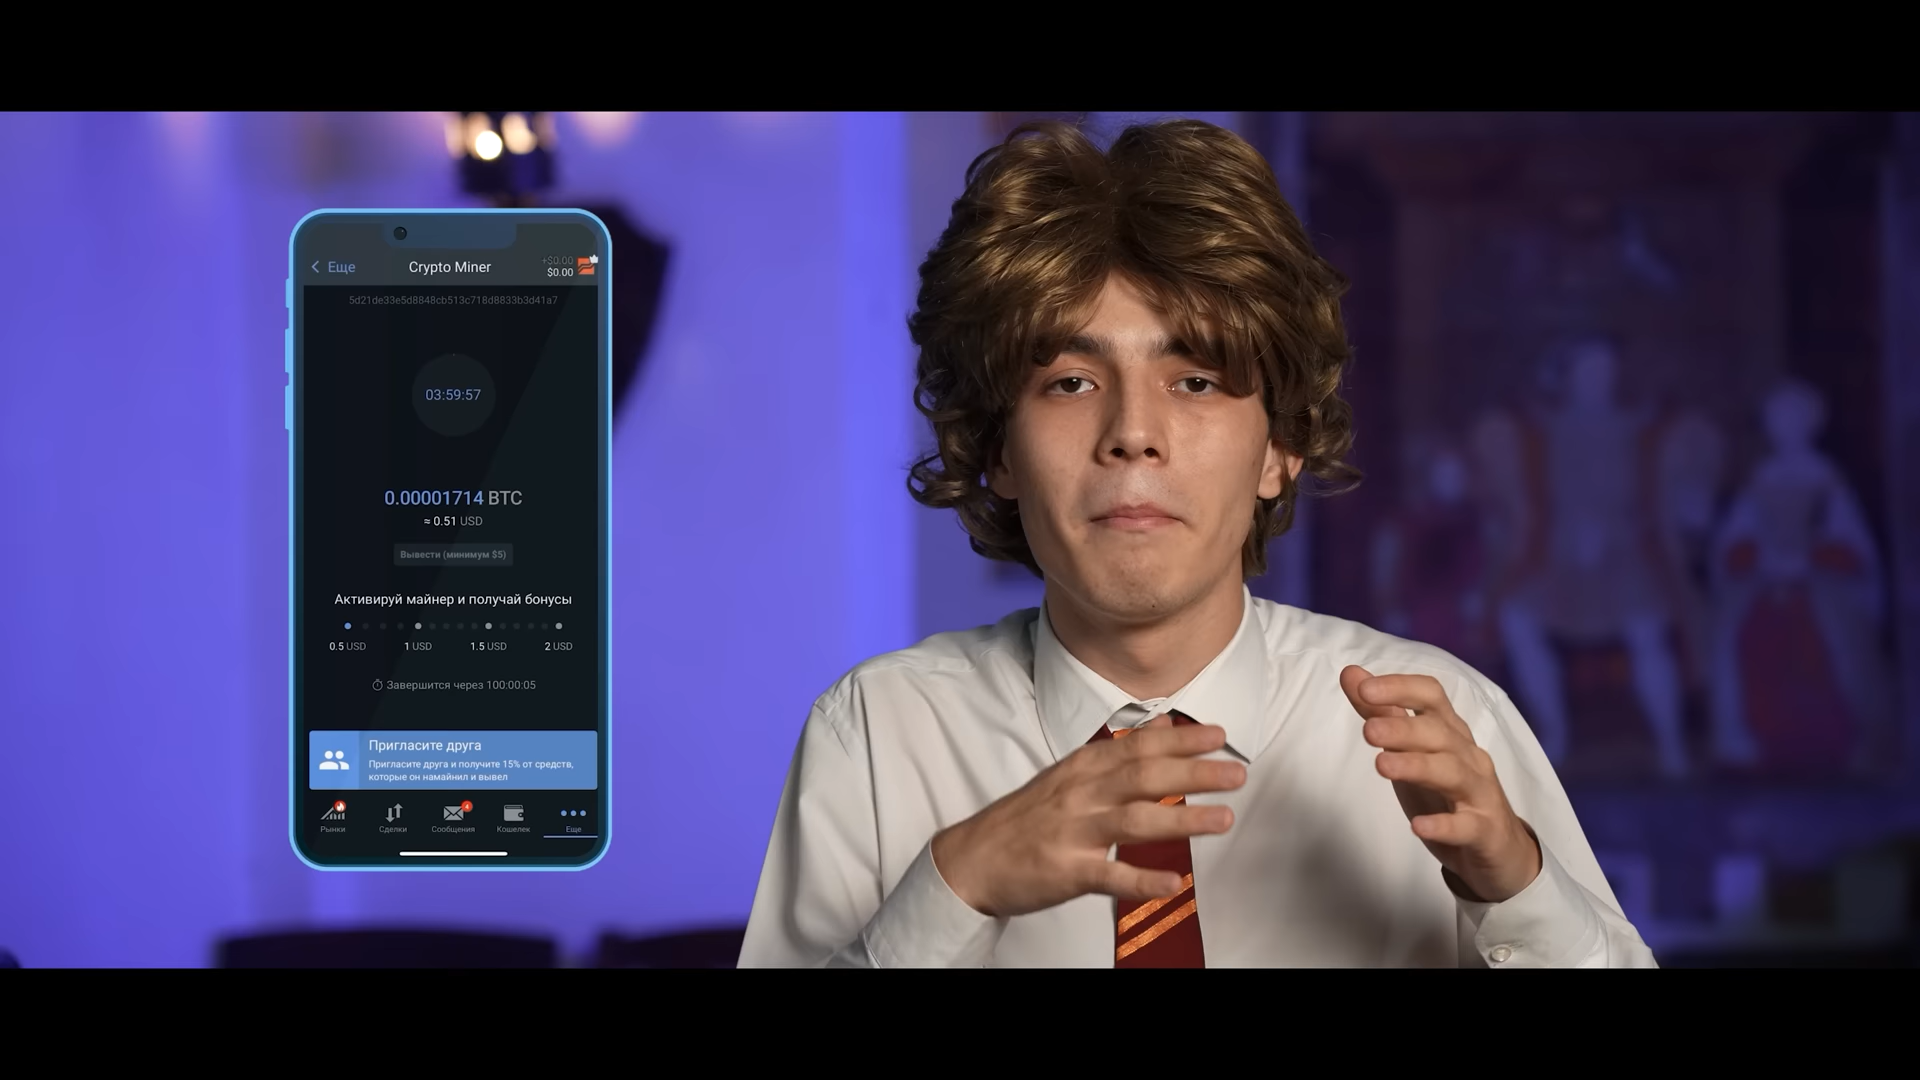 Еще
Crypto Miner
+$0.00
$0.00
5d21de33e5d8848cb513c718d8833b3d41a7
03:59:57
0.00001714 BTC
≈ 0.51 USD
Вывести (минимум $5)
Активируй майнер и получай бонусы
0.5 USD 1 USD 1.5 USD 2 USD
Завершится через 100:00:05
Пригласите друга
Пригласите друга и получите 15% от средств,
которые он намайнил и вывел
4
Рынки Сделки Сообщения Кошелек Еще